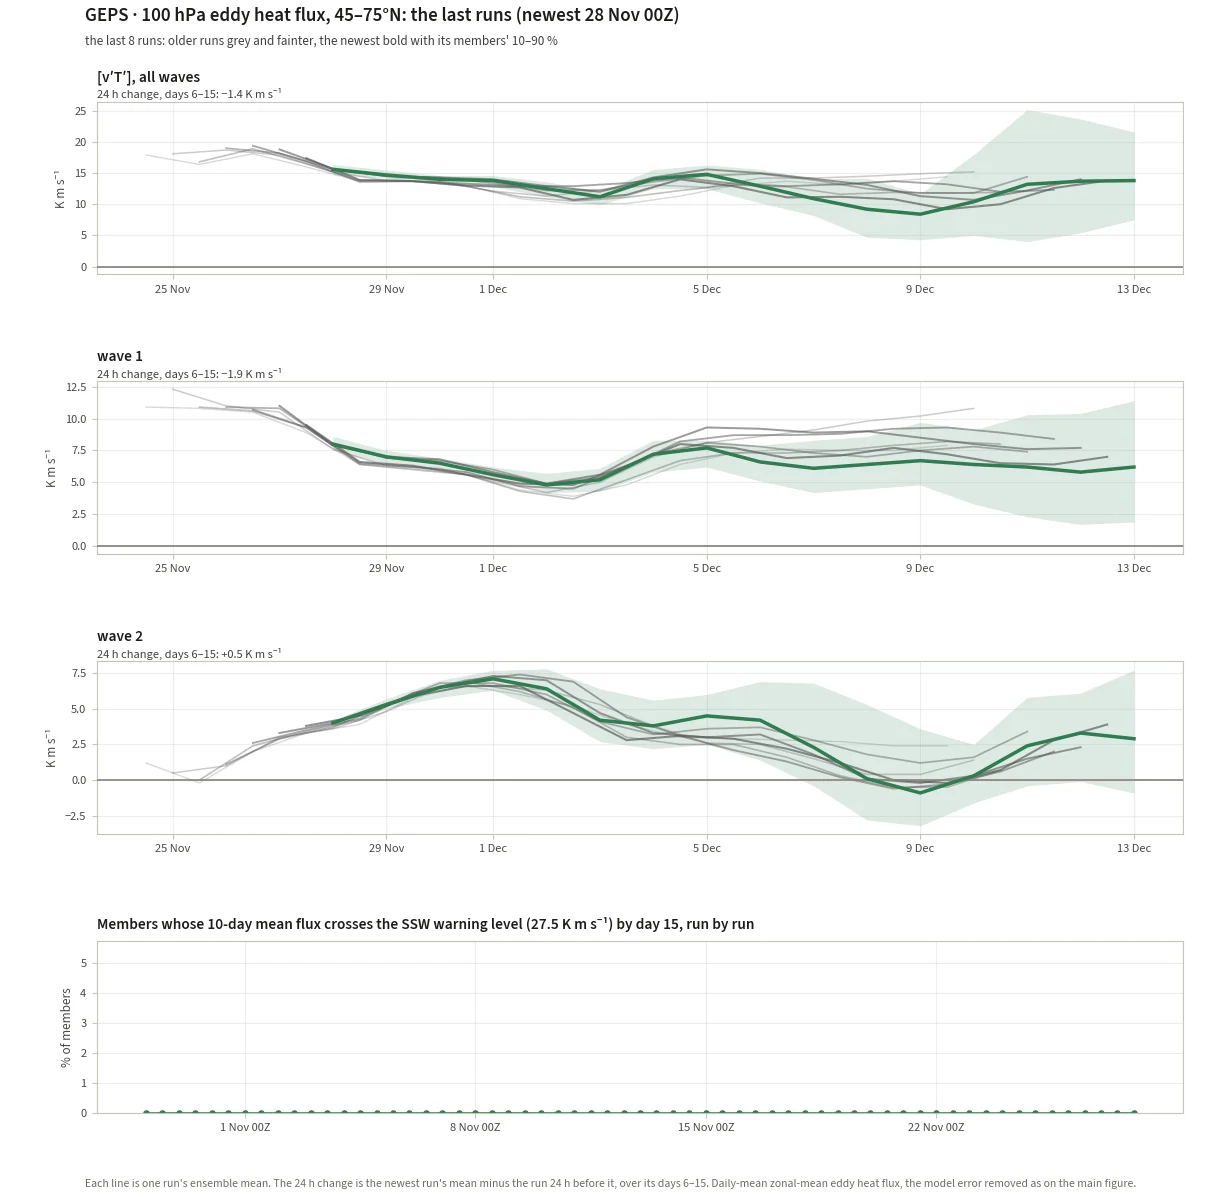 GEPS · 100 hPa eddy heat flux, 45–75°N: the last runs (newest 28 Nov 00Z)
the last 8 runs: older runs grey and fainter, the newest bold with its members' 10–90 %
[v′T′], all waves
24 h change, days 6–15: −1.4 K m s⁻¹
25
20
15
10
5
0
K m s⁻¹
25 Nov
29 Nov
1 Dec
5 Dec
9 Dec
13 Dec
wave 1
24 h change, days 6–15: −1.9 K m s⁻¹
12.5
10.0
7.5
5.0
2.5
0.0
K m s⁻¹
25 Nov
29 Nov
1 Dec
5 Dec
9 Dec
13 Dec
wave 2
24 h change, days 6–15: +0.5 K m s⁻¹
7.5
5.0
2.5
0.0
−2.5
K m s⁻¹
25 Nov
29 Nov
1 Dec
5 Dec
9 Dec
13 Dec
Members whose 10-day mean flux crosses the SSW warning level (27.5 K m s⁻¹) by day 15, run by run
5
4
3
2
1
0
% of members
1 Nov 00Z
8 Nov 00Z
15 Nov 00Z
22 Nov 00Z
Each line is one run's ensemble mean. The 24 h change is the newest run's mean minus the run 24 h before it, over its days 6–15. Daily-mean zonal-mean eddy heat flux, the model error removed as on the main figure.